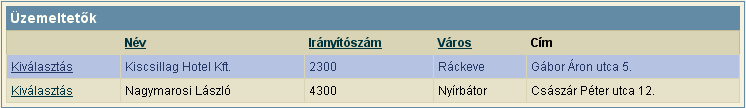 Üzemeltetők
Név Irányítószám Város Cím
Kiválasztás Kiscsillag Hotel Kft. 2300 Ráckeve Gábor Áron utca 5.
Kiválasztás Nagymarosi László 4300 Nyírbátor Császár Péter utca 12.